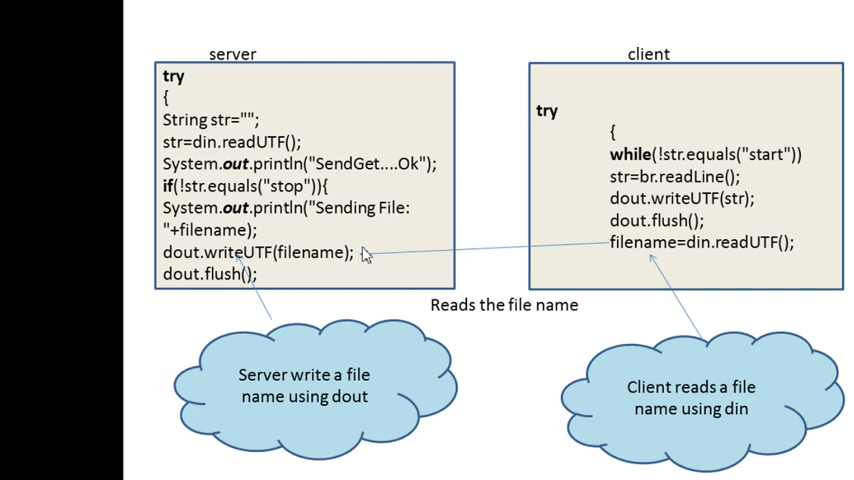 server
try
{
String str="";
str=din.readUTF();
System.out.println("SendGet....Ok");
if(!str.equals("stop")){
System.out.println("Sending File:
"+filename);
dout.writeUTF(filename);
dout.flush();
client
try
{
while(!str.equals("start"))
str=br.readLine();
dout.writeUTF(str);
dout.flush();
filename=din.readUTF();
Reads the file name
Server write a file
name using dout
Client reads a file
name using din